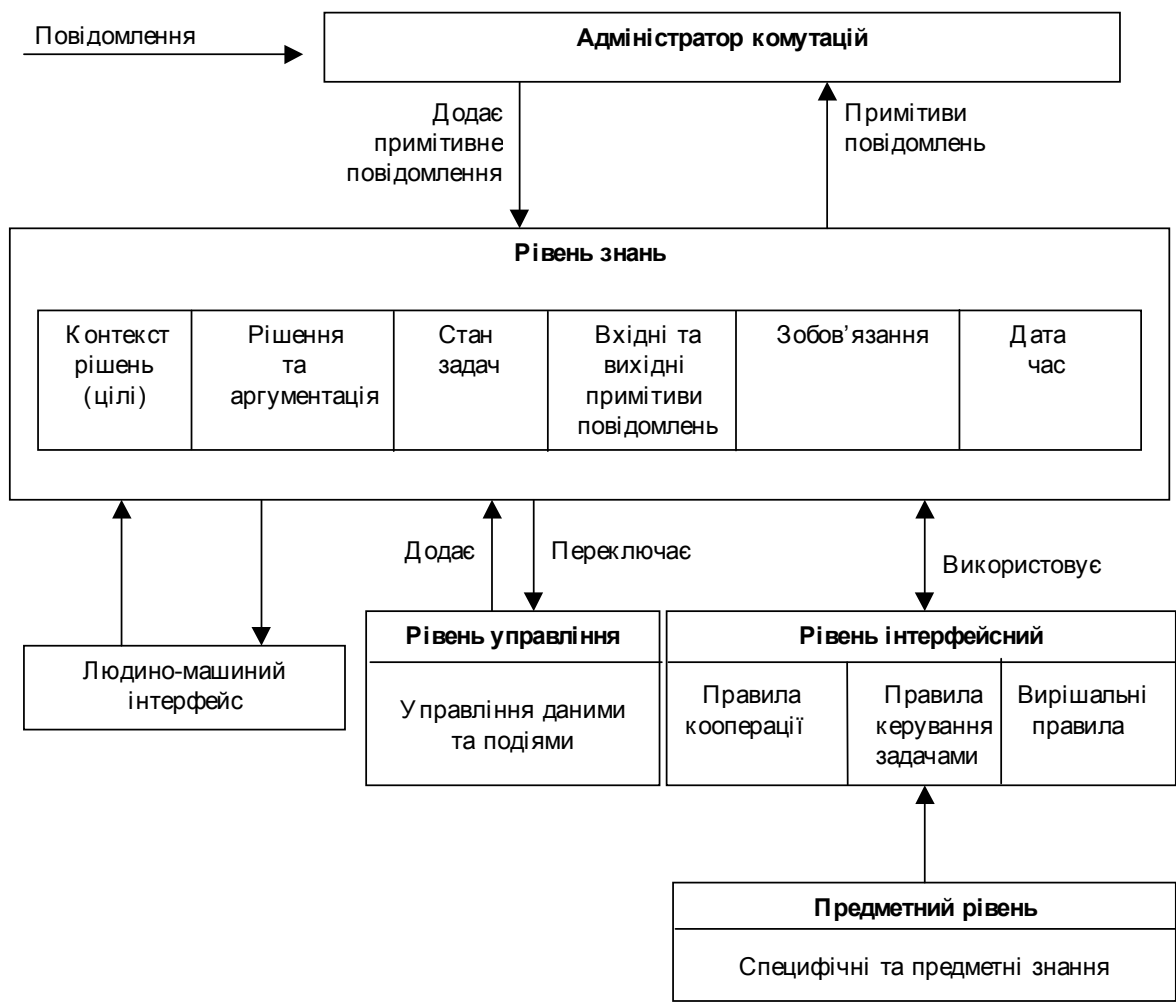 Повідомлення
Адміністратор комутацій
Додає
примітивне
повідомлення
Примітиви
повідомлень
Рівень знань
Контекст
рішень
(цілі)
Рішення
та
аргументація
Стан
задач
Вхідні та
вихідні
примітиви
повідомлень
Зобов’язання
Дата
час
Додає
Переключає
Використовує
Людино-машиний
інтерфейс
Рівень управління
Управління даними
та подіями
Рівень інтерфейсний
Правила
кооперації
Правила
керування
задачами
Вирішальні
правила
Предметний рівень
Специфічні та предметні знання